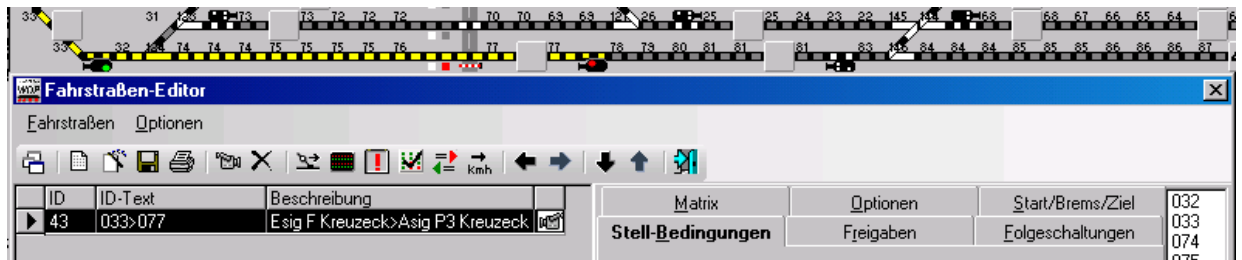 33 31 73 73 72 72 72 70 70 69 69 26 25 25 24 23 22 145 68 68 67 66 65 64
33 32 74 74 74 74 75 75 75 75 76 77 77 78 79 80 81 81 81 83 84 84 84 85 85 85 86 86 86 87
Fahrstraßen-Editor
Fahrstraßen Optionen
kmh
ID ID-Text Beschreibung
43 033>077 Esig F Kreuzeck>Asig P3 Kreuzeck
Matrix Optionen Start/Brems/Ziel
Stell-Bedingungen Freigaben Folgeschaltungen
032
033
074